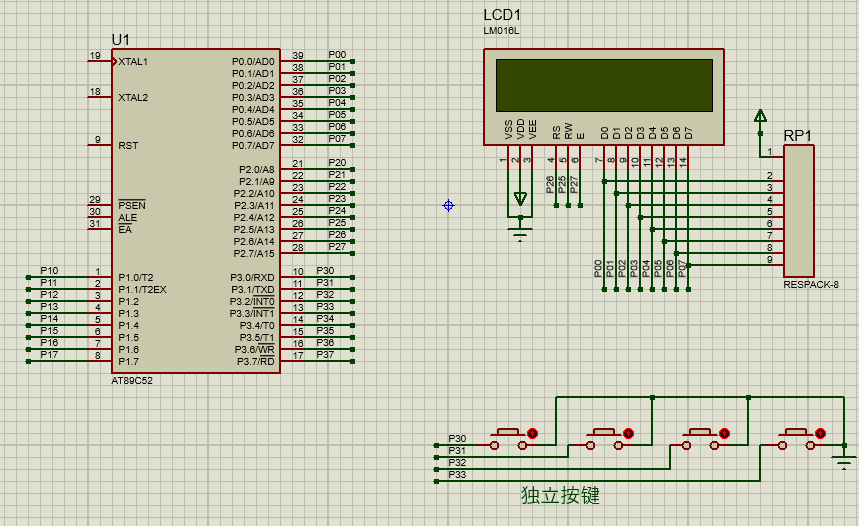 U1
19 XTAL1
18 XTAL2
9 RST
29 PSEN
30 ALE
31 EA
P10 1 P1.0/T2
P11 2 P1.1/T2EX
P12 3 P1.2
P13 4 P1.3
P14 5 P1.4
P15 6 P1.5
P16 7 P1.6
P17 8 P1.7
P0.0/AD0 39 P00
P0.1/AD1 38 P01
P0.2/AD2 37 P02
P0.3/AD3 36 P03
P0.4/AD4 35 P04
P0.5/AD5 34 P05
P0.6/AD6 33 P06
P0.7/AD7 32 P07
P2.0/A8 21 P20
P2.1/A9 22 P21
P2.2/A10 23 P22
P2.3/A11 24 P23
P2.4/A12 25 P24
P2.5/A13 26 P25
P2.6/A14 27 P26
P2.7/A15 28 P27
P3.0/RXD 10 P30
P3.1/TXD 11 P31
P3.2/INT0 12 P32
P3.3/INT1 13 P33
P3.4/T0 14 P34
P3.5/T1 15 P35
P3.6/WR 16 P36
P3.7/RD 17 P37
AT89C52
LCD1
LM016L
VSS VDD VEE RS RW E D0 D1 D2 D3 D4 D5 D6 D7
1 2 3 4 5 6 7 8 9 10 11 12 13 14
P26 P25 P27
P00 P01 P02 P03 P04 P05 P06 P07
RP1
1
2
3
4
5
6
7
8
9
RESPACK-8
P30
P31
P32
P33
独立按键